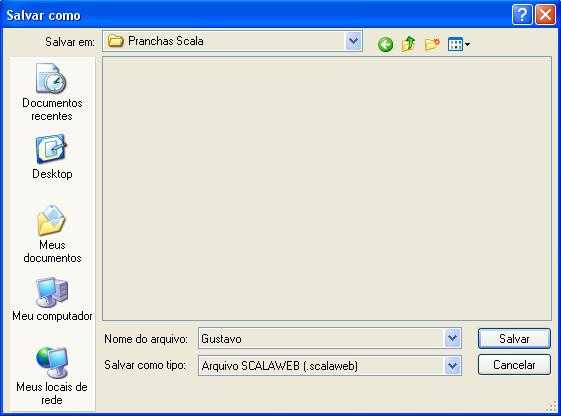 Salvar como
Salvar em: Pranchas Scala
Documentos
recentes
Desktop
Meus
documentos
Meu computador
Meus locais de
rede
Nome do arquivo: Gustavo Salvar
Salvar como tipo: Arquivo SCALAWEB (.scalaweb) Cancelar